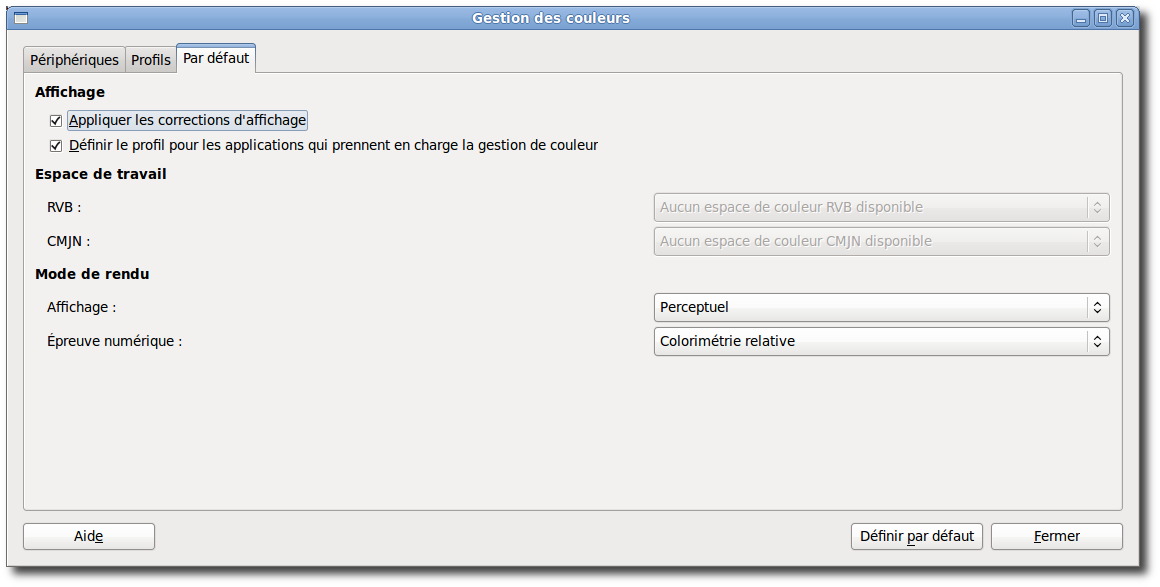 Gestion des couleurs
Périphériques Profils Par défaut
Affichage
Appliquer les corrections d'affichage
Définir le profil pour les applications qui prennent en charge la gestion de couleur
Espace de travail
RVB : Aucun espace de couleur RVB disponible
CMJN : Aucun espace de couleur CMJN disponible
Mode de rendu
Affichage : Perceptuel
Épreuve numérique : Colorimétrie relative
Aide Définir par défaut Fermer